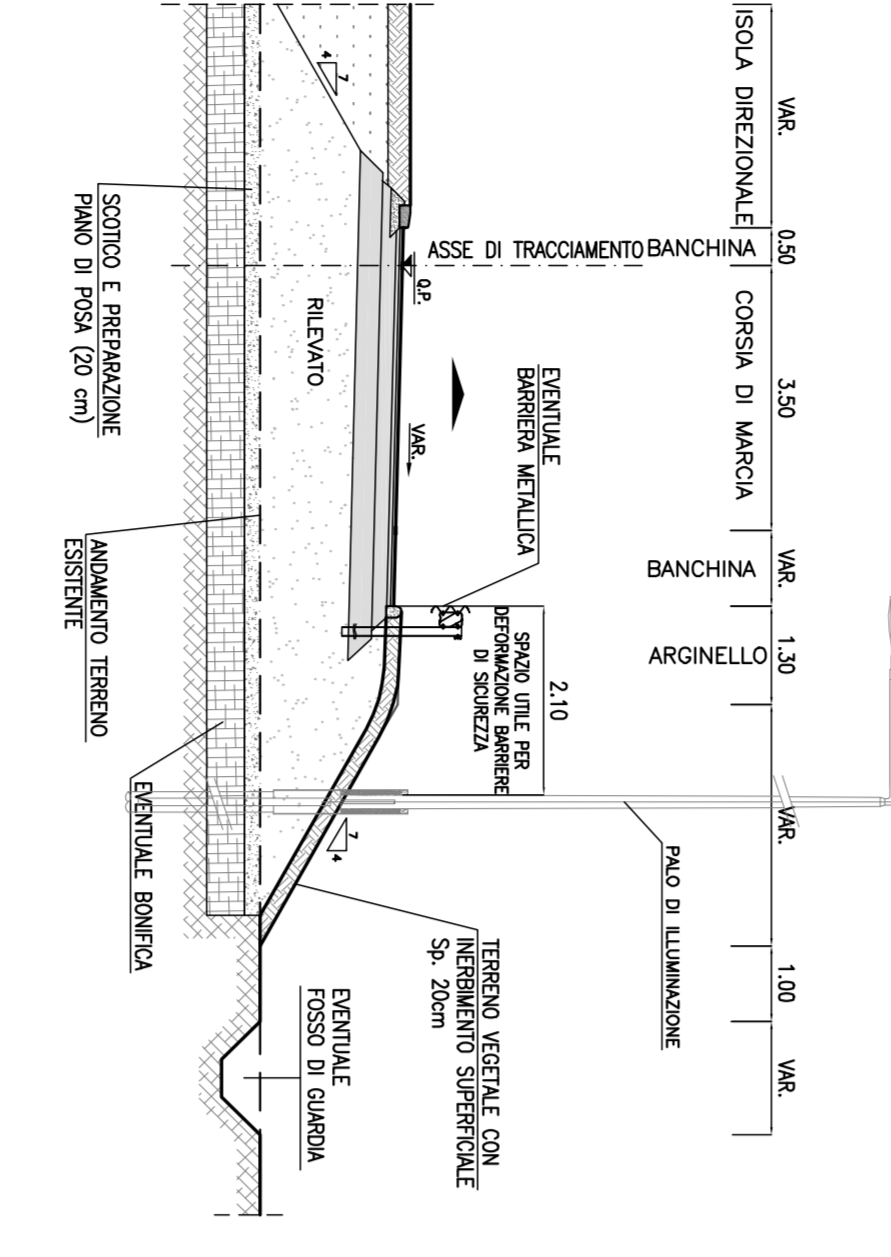 VAR.
0.50
3.50
VAR.
1.30
VAR.
1.00
VAR.
ISOLA DIREZIONALE
BANCHINA
CORSIA DI MARCIA
BANCHINA
ARGINELLO
ASSE DI TRACCIAMENTO
Q.P.
VAR.
EVENTUALE
BARRIERA METALLICA
2.10
SPAZIO UTILE PER
DEFORMAZIONE BARRIERE
DI SICUREZZA
PALO DI ILLUMINAZIONE
7
4
RILEVATO
7
4
TERRENO VEGETALE CON
INERBIMENTO SUPERFICIALE
Sp. 20cm
EVENTUALE
FOSSO DI GUARDIA
SCOTICO E PREPARAZIONE
PIANO DI POSA (20 cm)
ANDAMENTO TERRENO
ESISTENTE
EVENTUALE BONIFICA